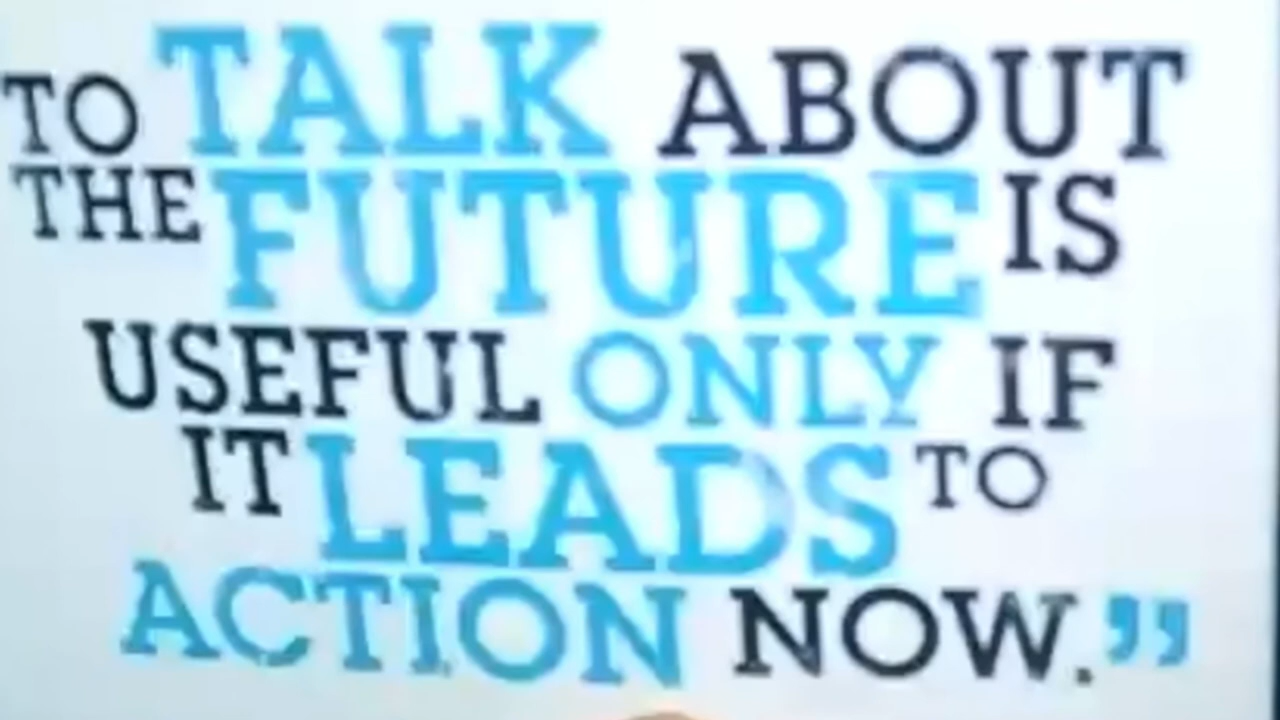 TO TALK ABOUT
THE FUTURE IS
USEFUL ONLY IF
IT LEADS TO
ACTION NOW.”